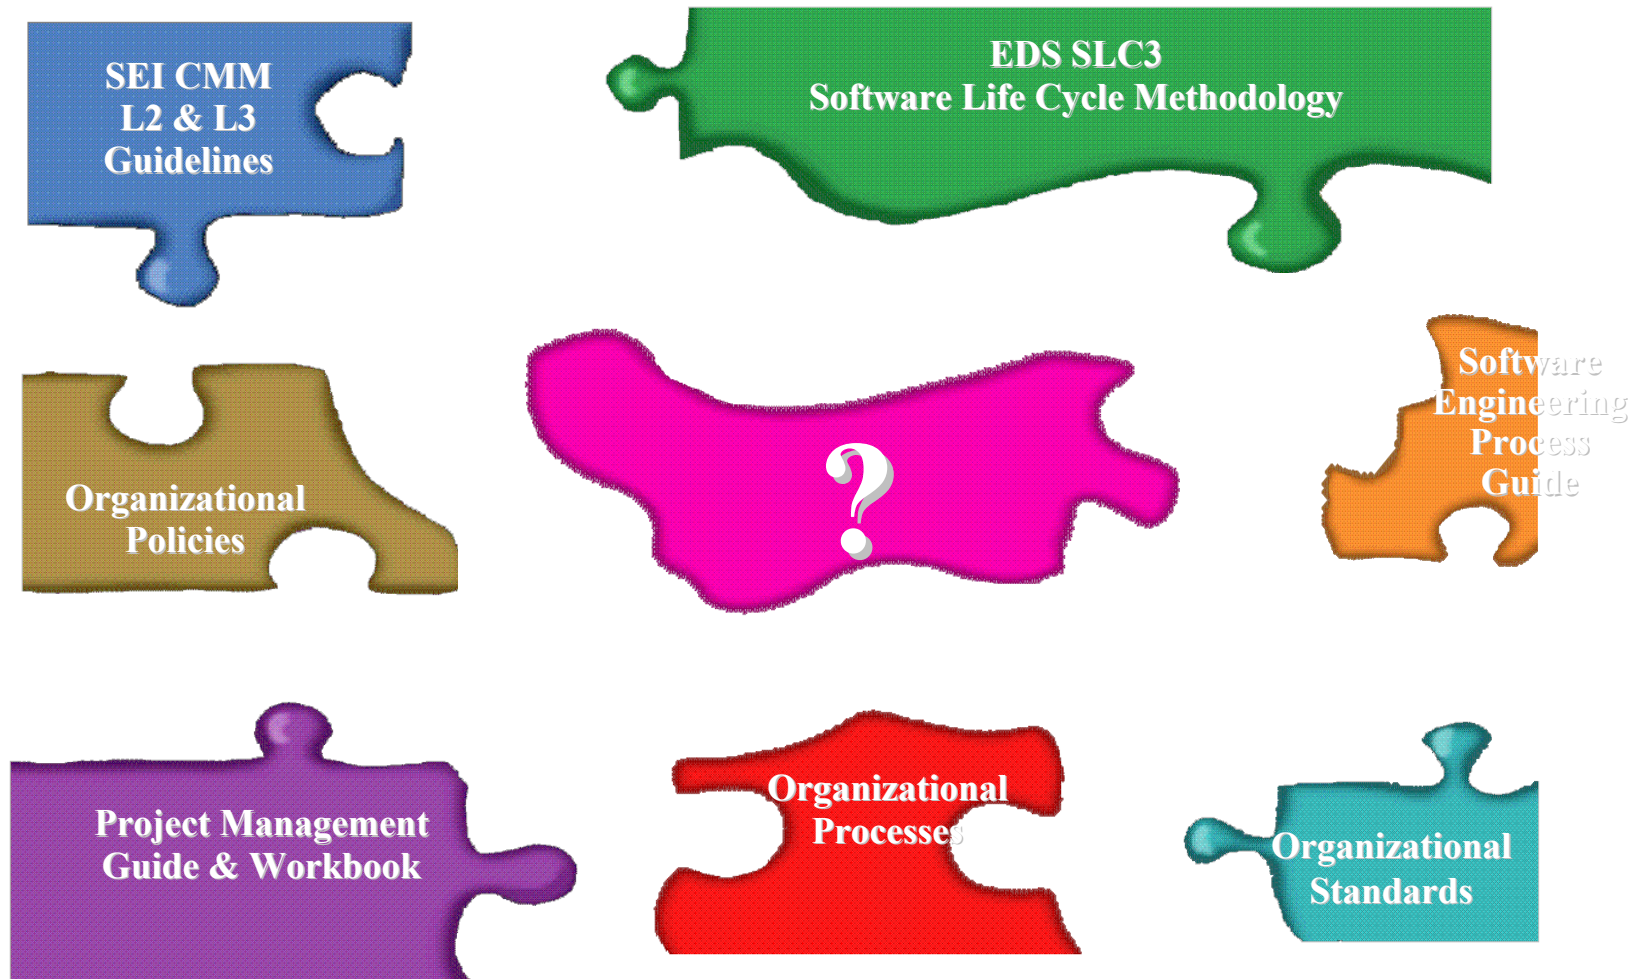 SEI CMM
L2 & L3
Guidelines
EDS SLC3
Software Life Cycle Methodology
Organizational
Policies
?
Software
Engineering
Process
Guide
Project Management
Guide & Workbook
Organizational
Processes
Organizational
Standards